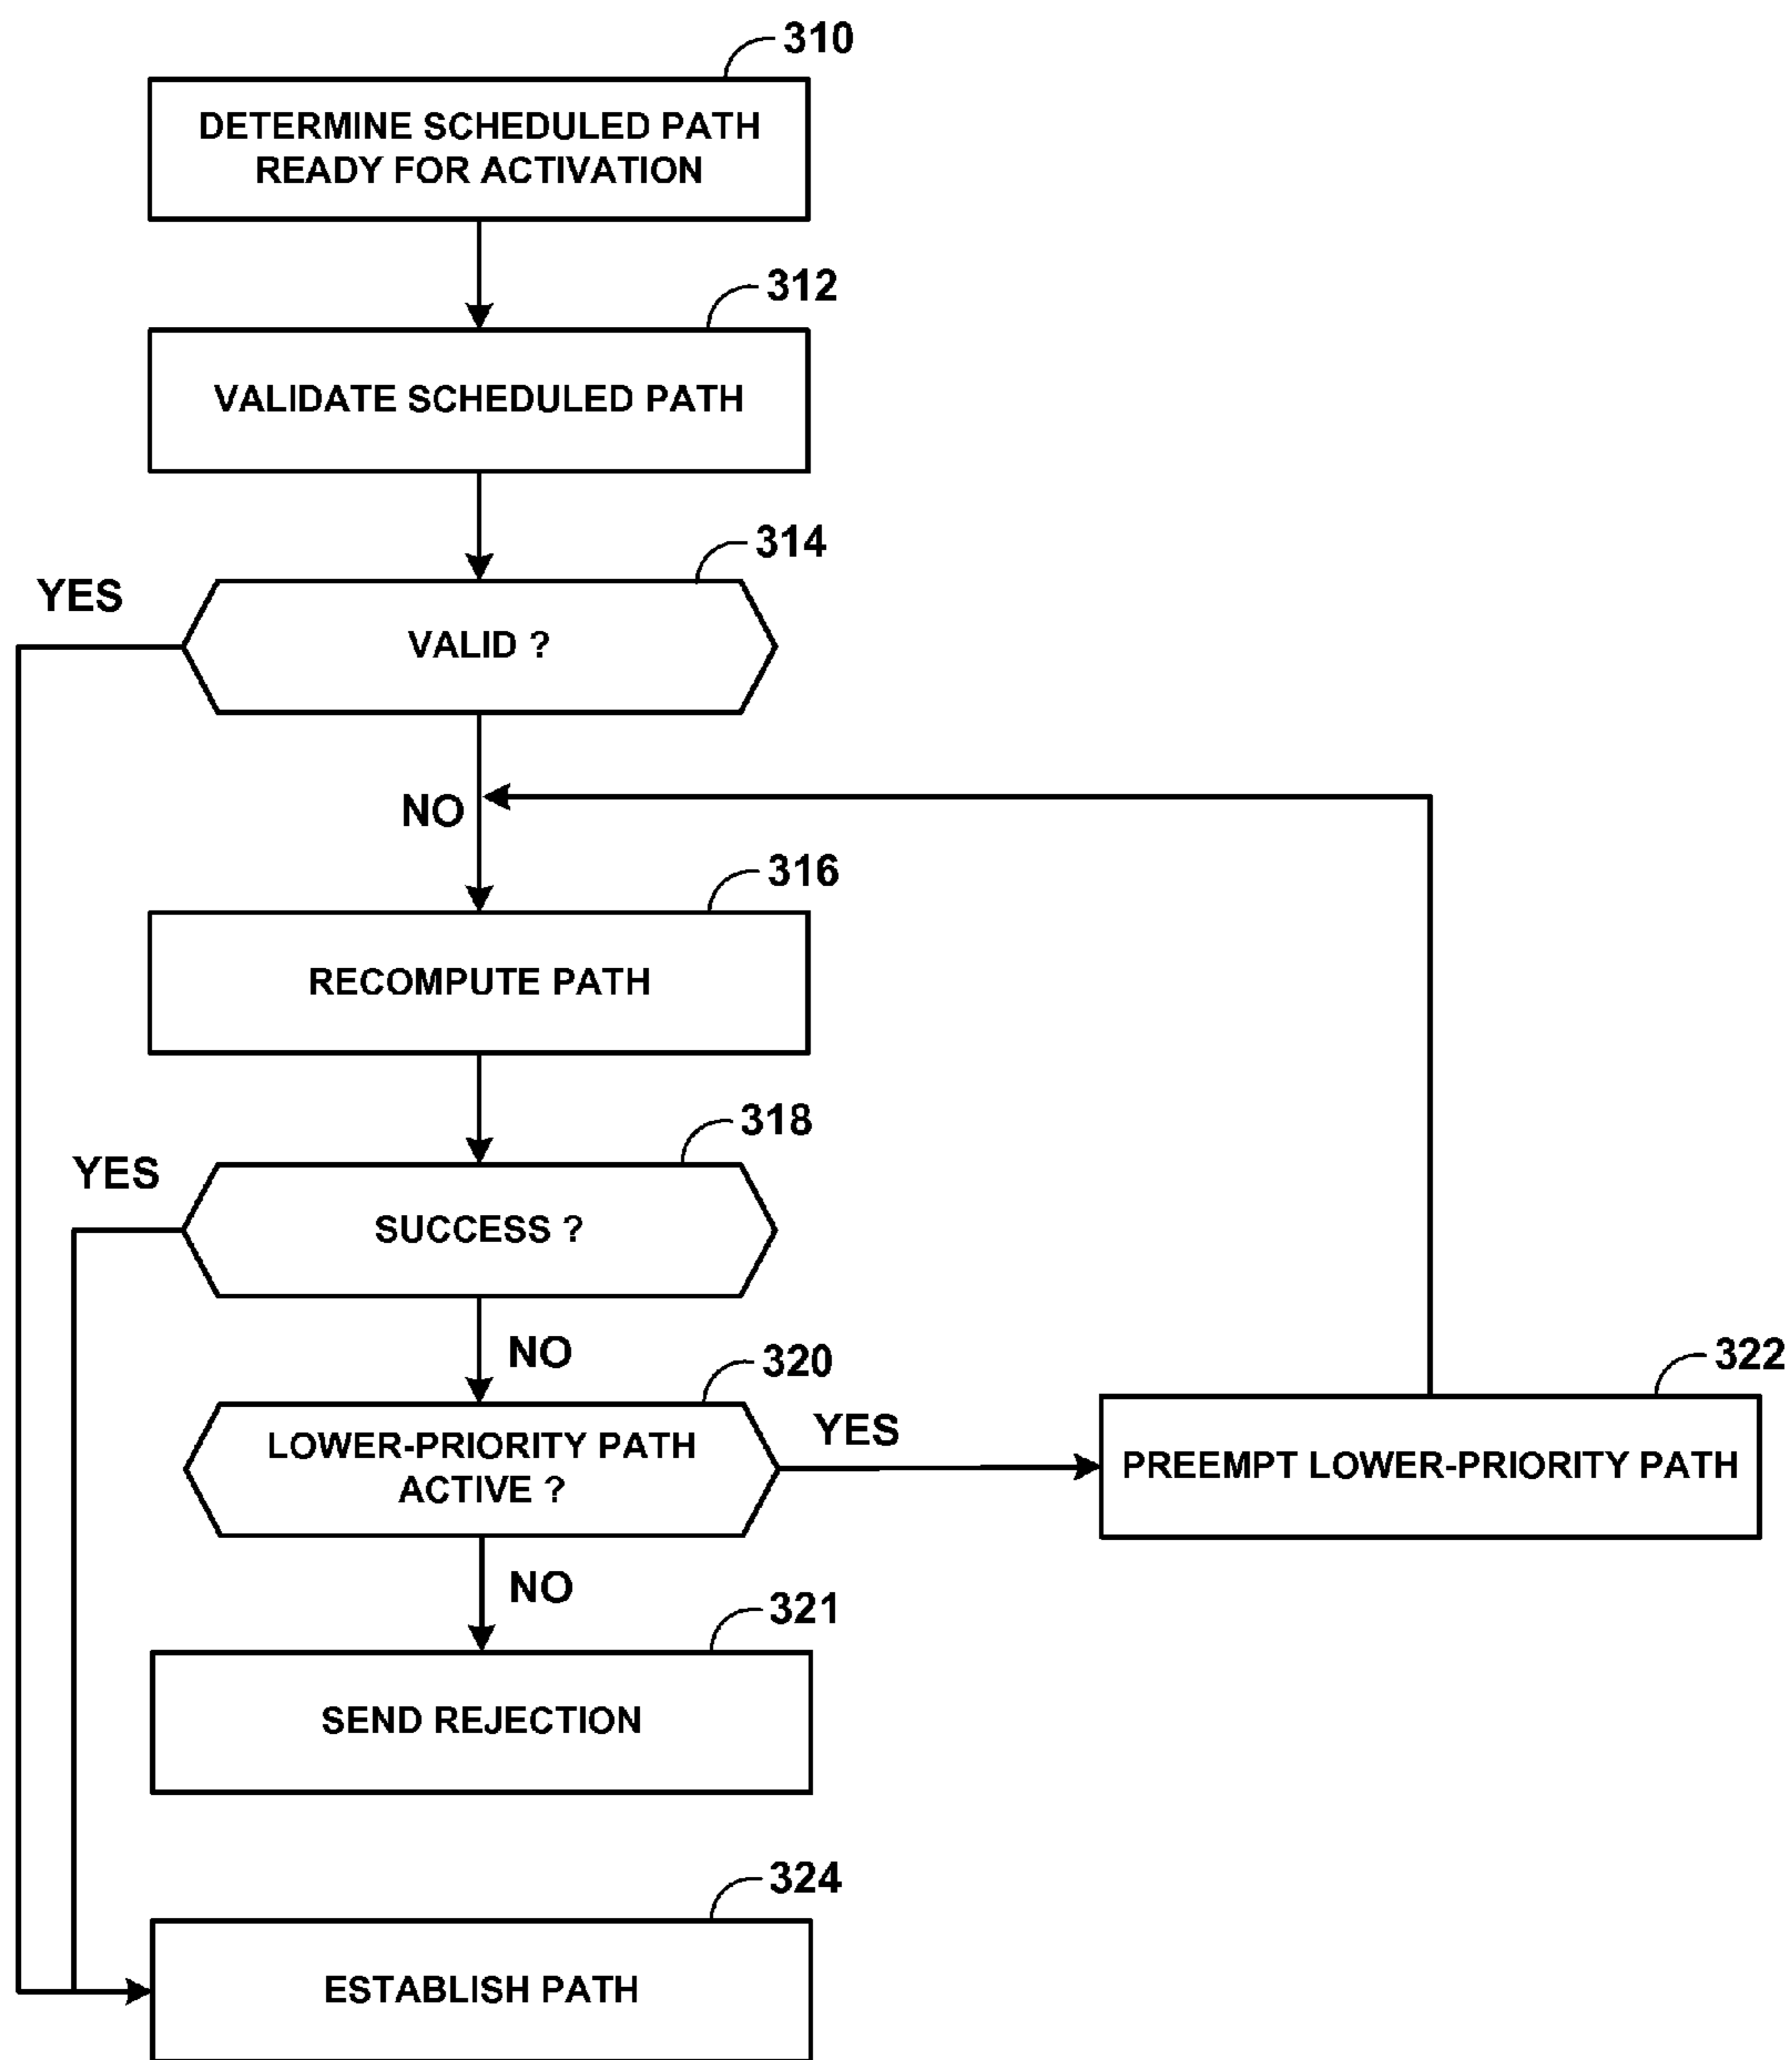 310
DETERMINE SCHEDULED PATH
READY FOR ACTIVATION
312
VALIDATE SCHEDULED PATH
314
YES
VALID ?
NO
316
RECOMPUTE PATH
318
YES
SUCCESS ?
NO
320
LOWER-PRIORITY PATH
ACTIVE ?
YES
322
PREEMPT LOWER-PRIORITY PATH
NO
321
SEND REJECTION
324
ESTABLISH PATH